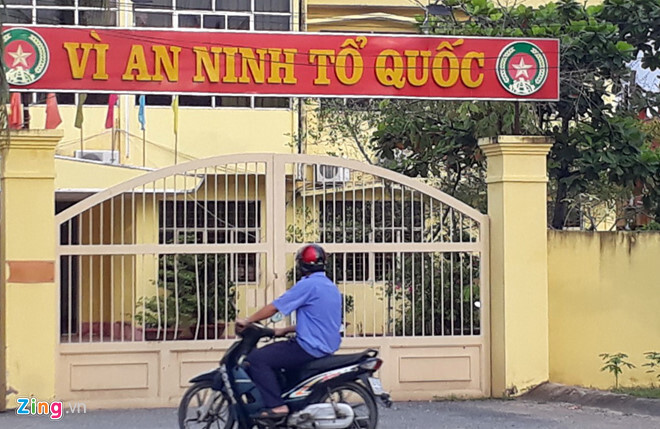 VÌ AN NINH TỔ QUỐC
Zing.vn